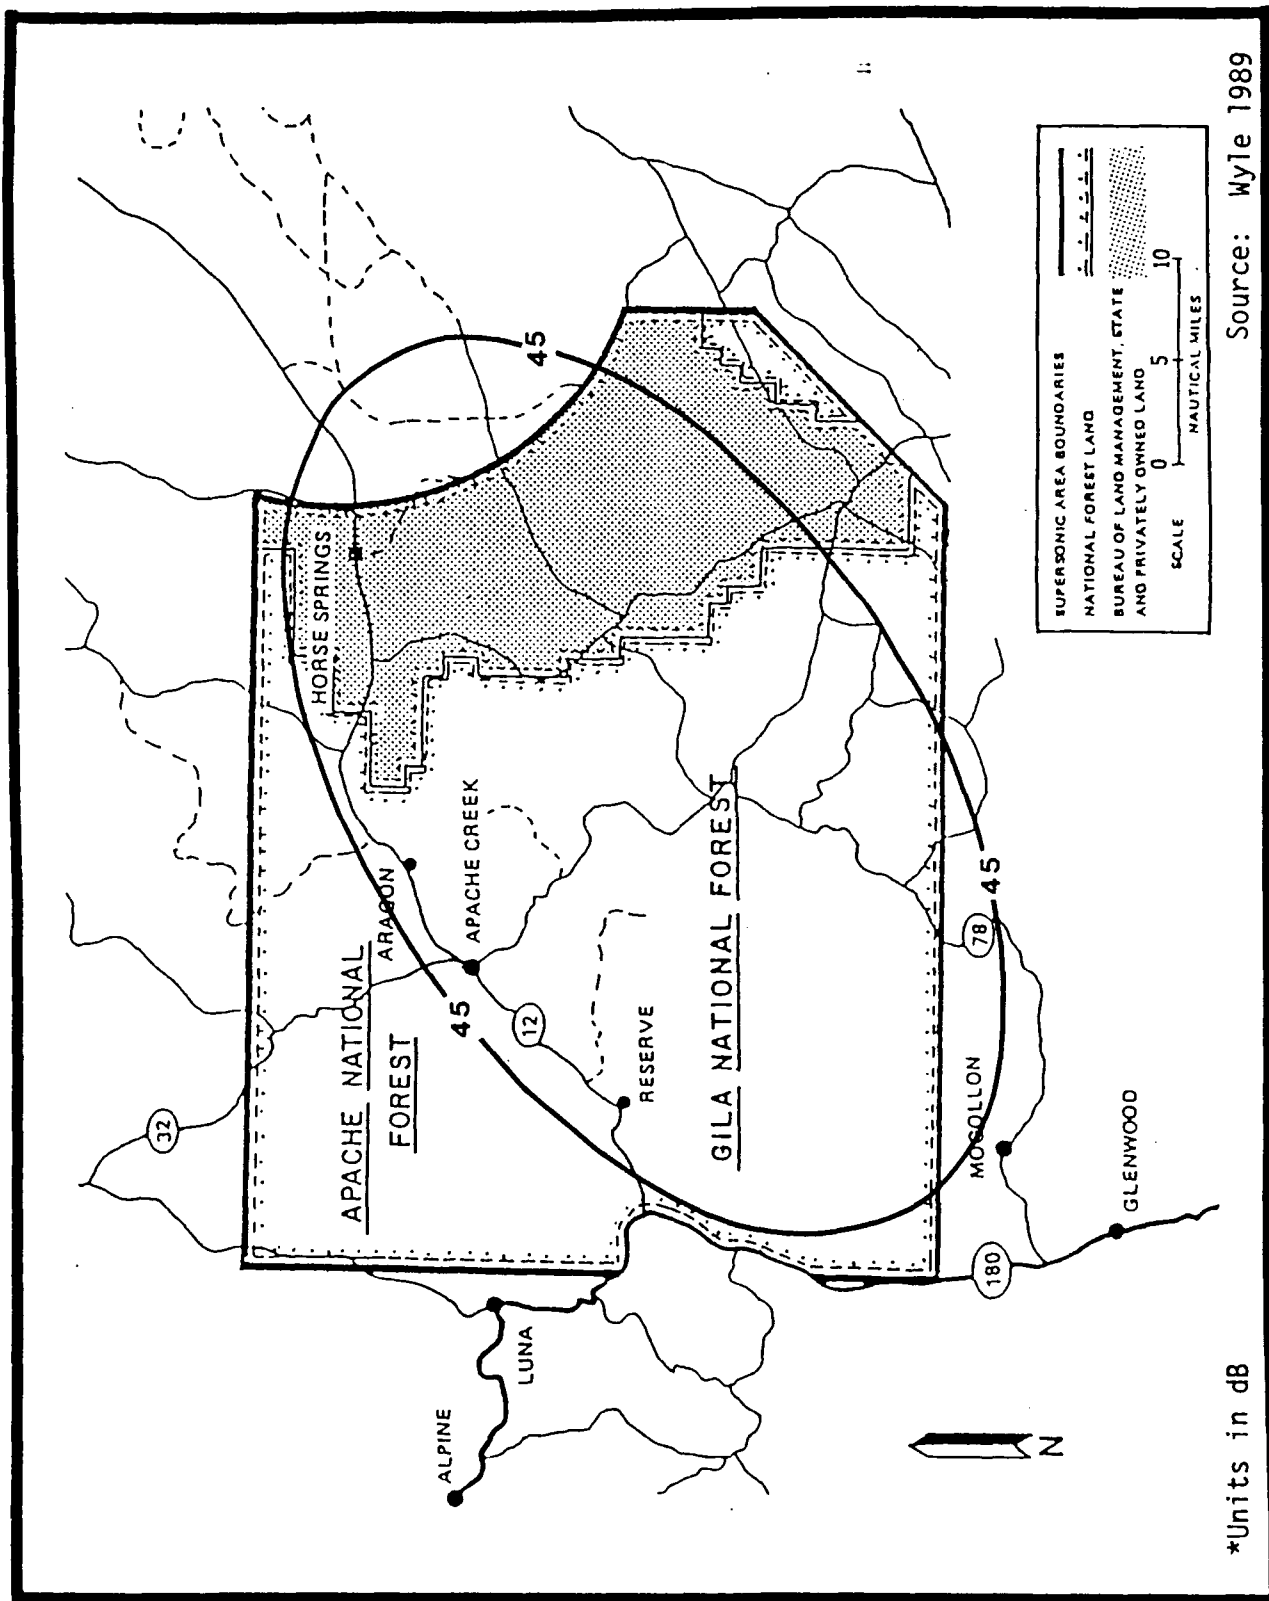 32
APACHE NATIONAL
FOREST
HORSE SPRINGS
ARAGON
APACHE CREEK
45
45
45
12
ALPINE
LUNA
RESERVE
GILA NATIONAL FOREST
78
MOGOLLON
180
GLENWOOD
N
SUPERSONIC AREA BOUNDARIES
NATIONAL FOREST LAND
BUREAU OF LAND MANAGEMENT, STATE
AND PRIVATELY OWNED LAND
SCALE
0 5 10
NAUTICAL MILES
*Units in dB
Source: Wyle 1989